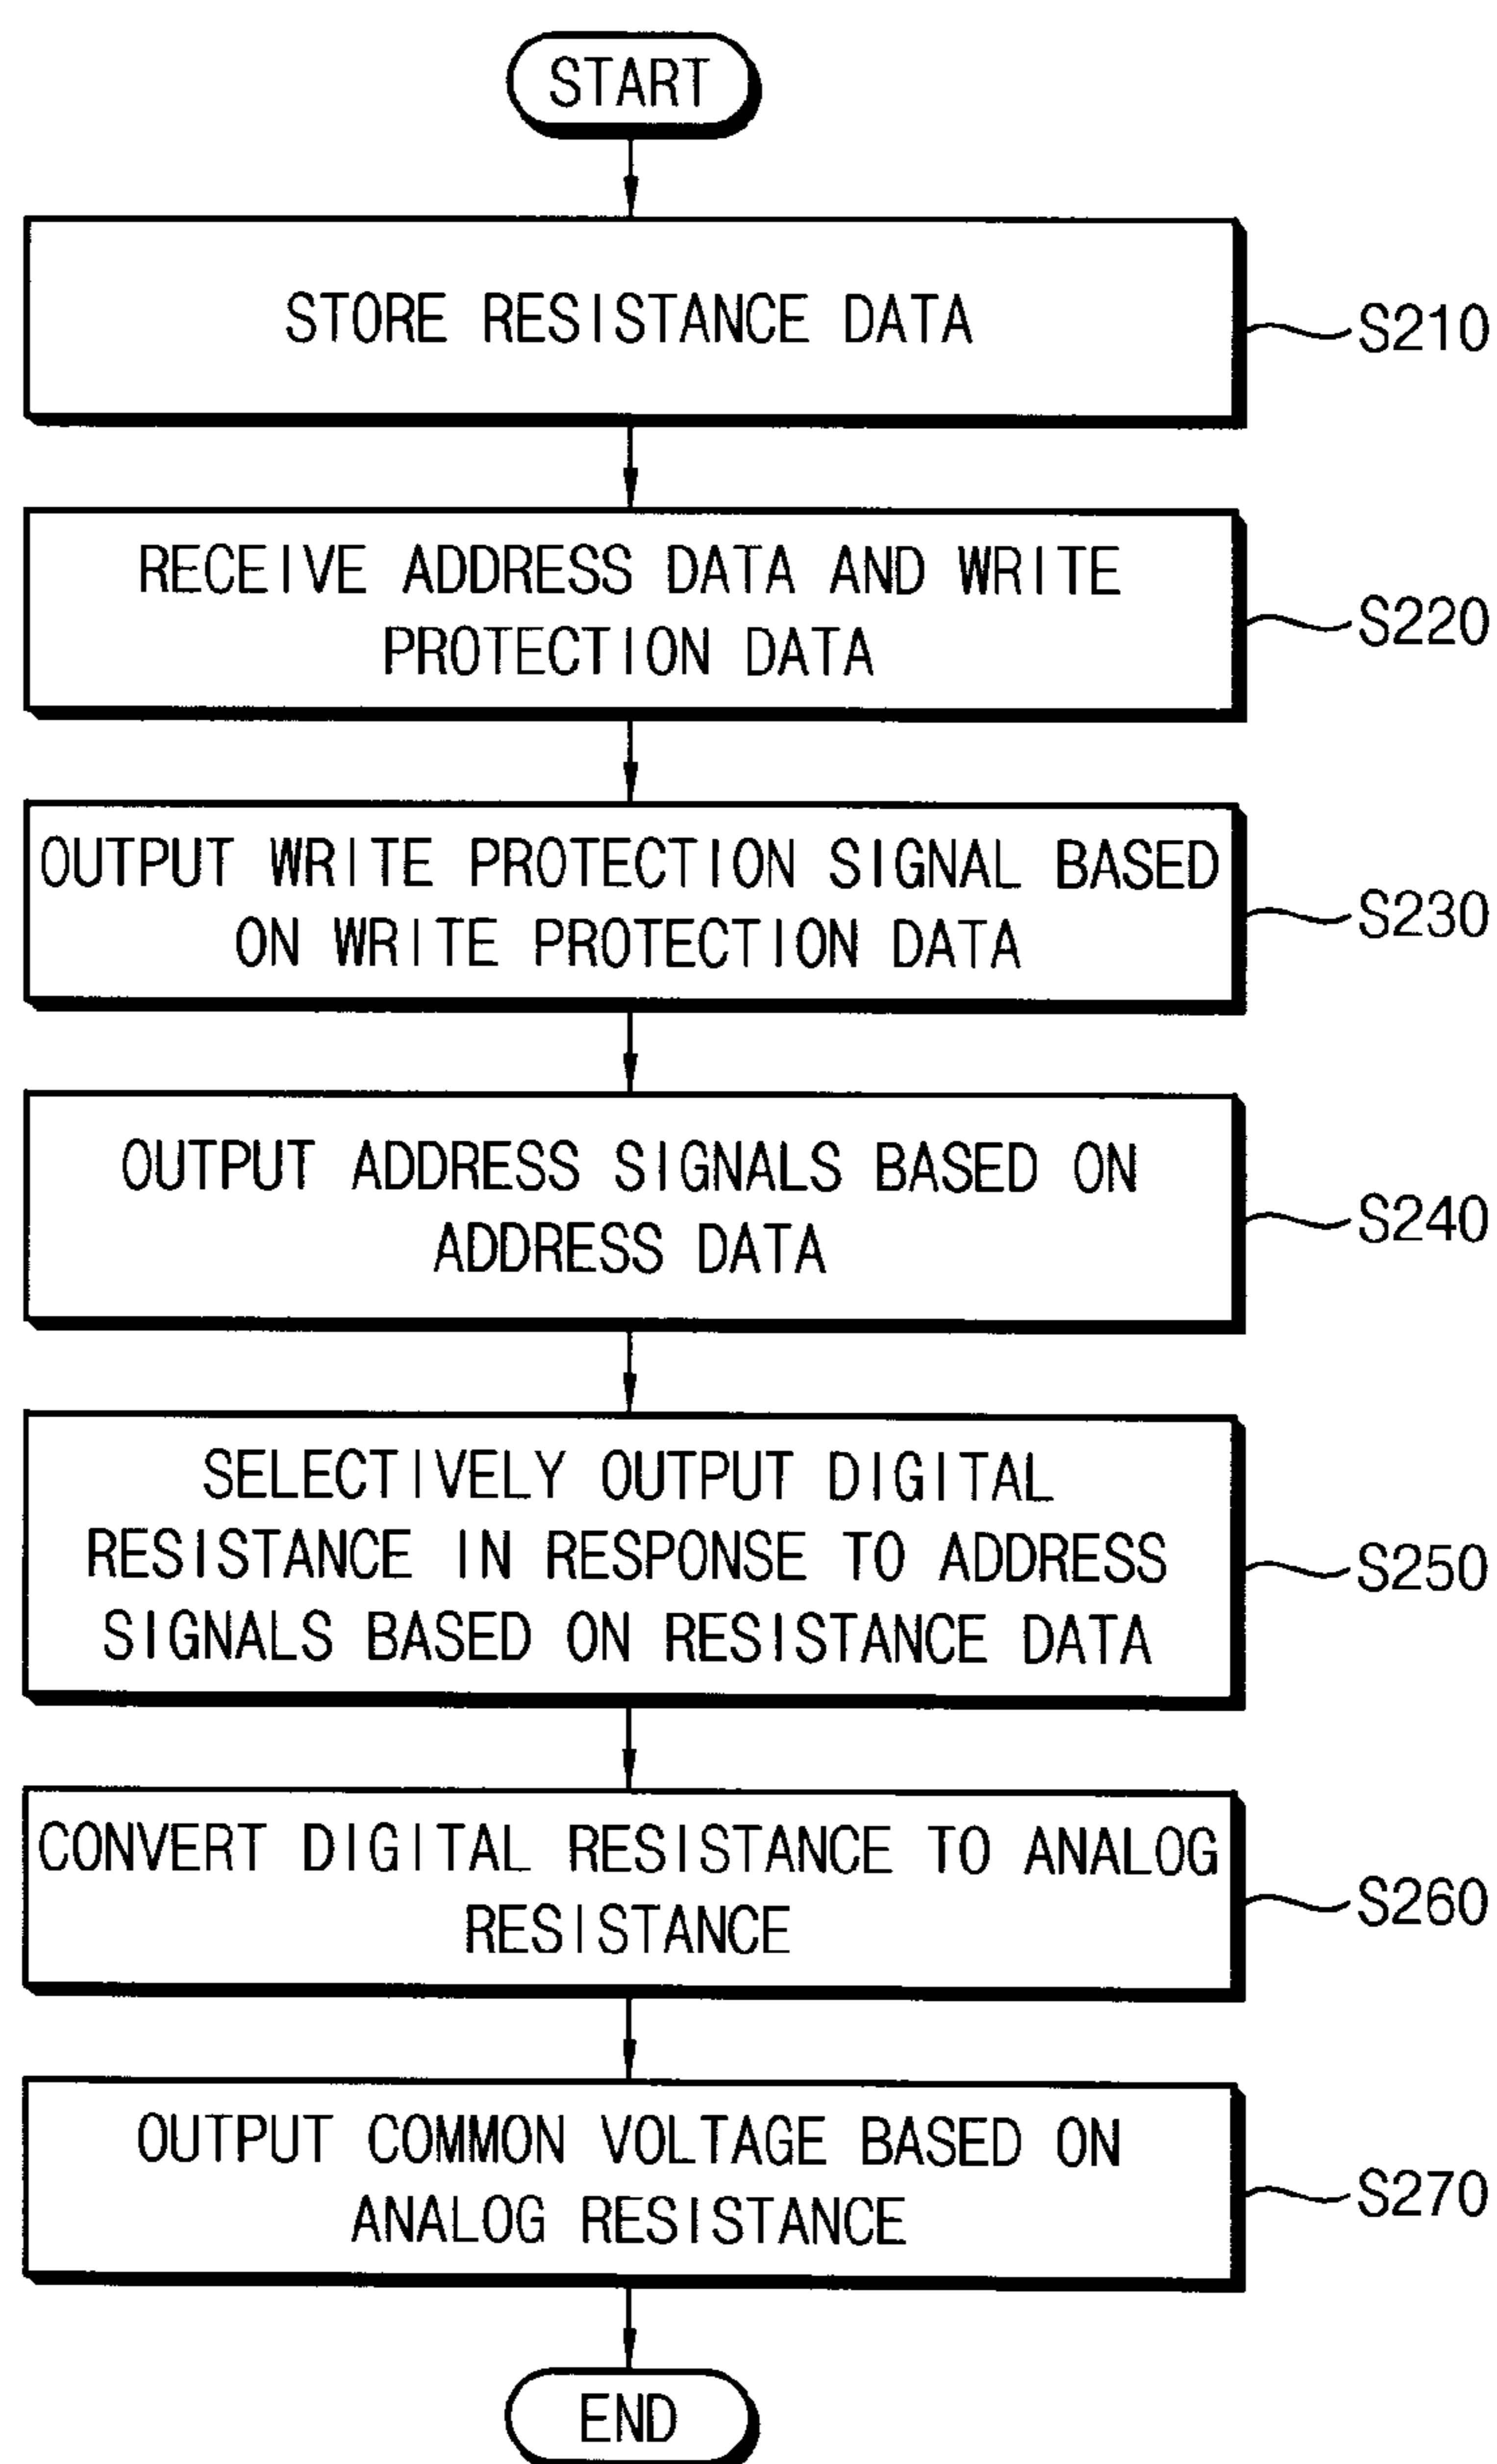 START
STORE RESISTANCE DATA
S210
RECEIVE ADDRESS DATA AND WRITE
PROTECTION DATA
S220
OUTPUT WRITE PROTECTION SIGNAL BASED
ON WRITE PROTECTION DATA
S230
OUTPUT ADDRESS SIGNALS BASED ON
ADDRESS DATA
S240
SELECTIVELY OUTPUT DIGITAL
RESISTANCE IN RESPONSE TO ADDRESS
SIGNALS BASED ON RESISTANCE DATA
S250
CONVERT DIGITAL RESISTANCE TO ANALOG
RESISTANCE
S260
OUTPUT COMMON VOLTAGE BASED ON
ANALOG RESISTANCE
S270
END